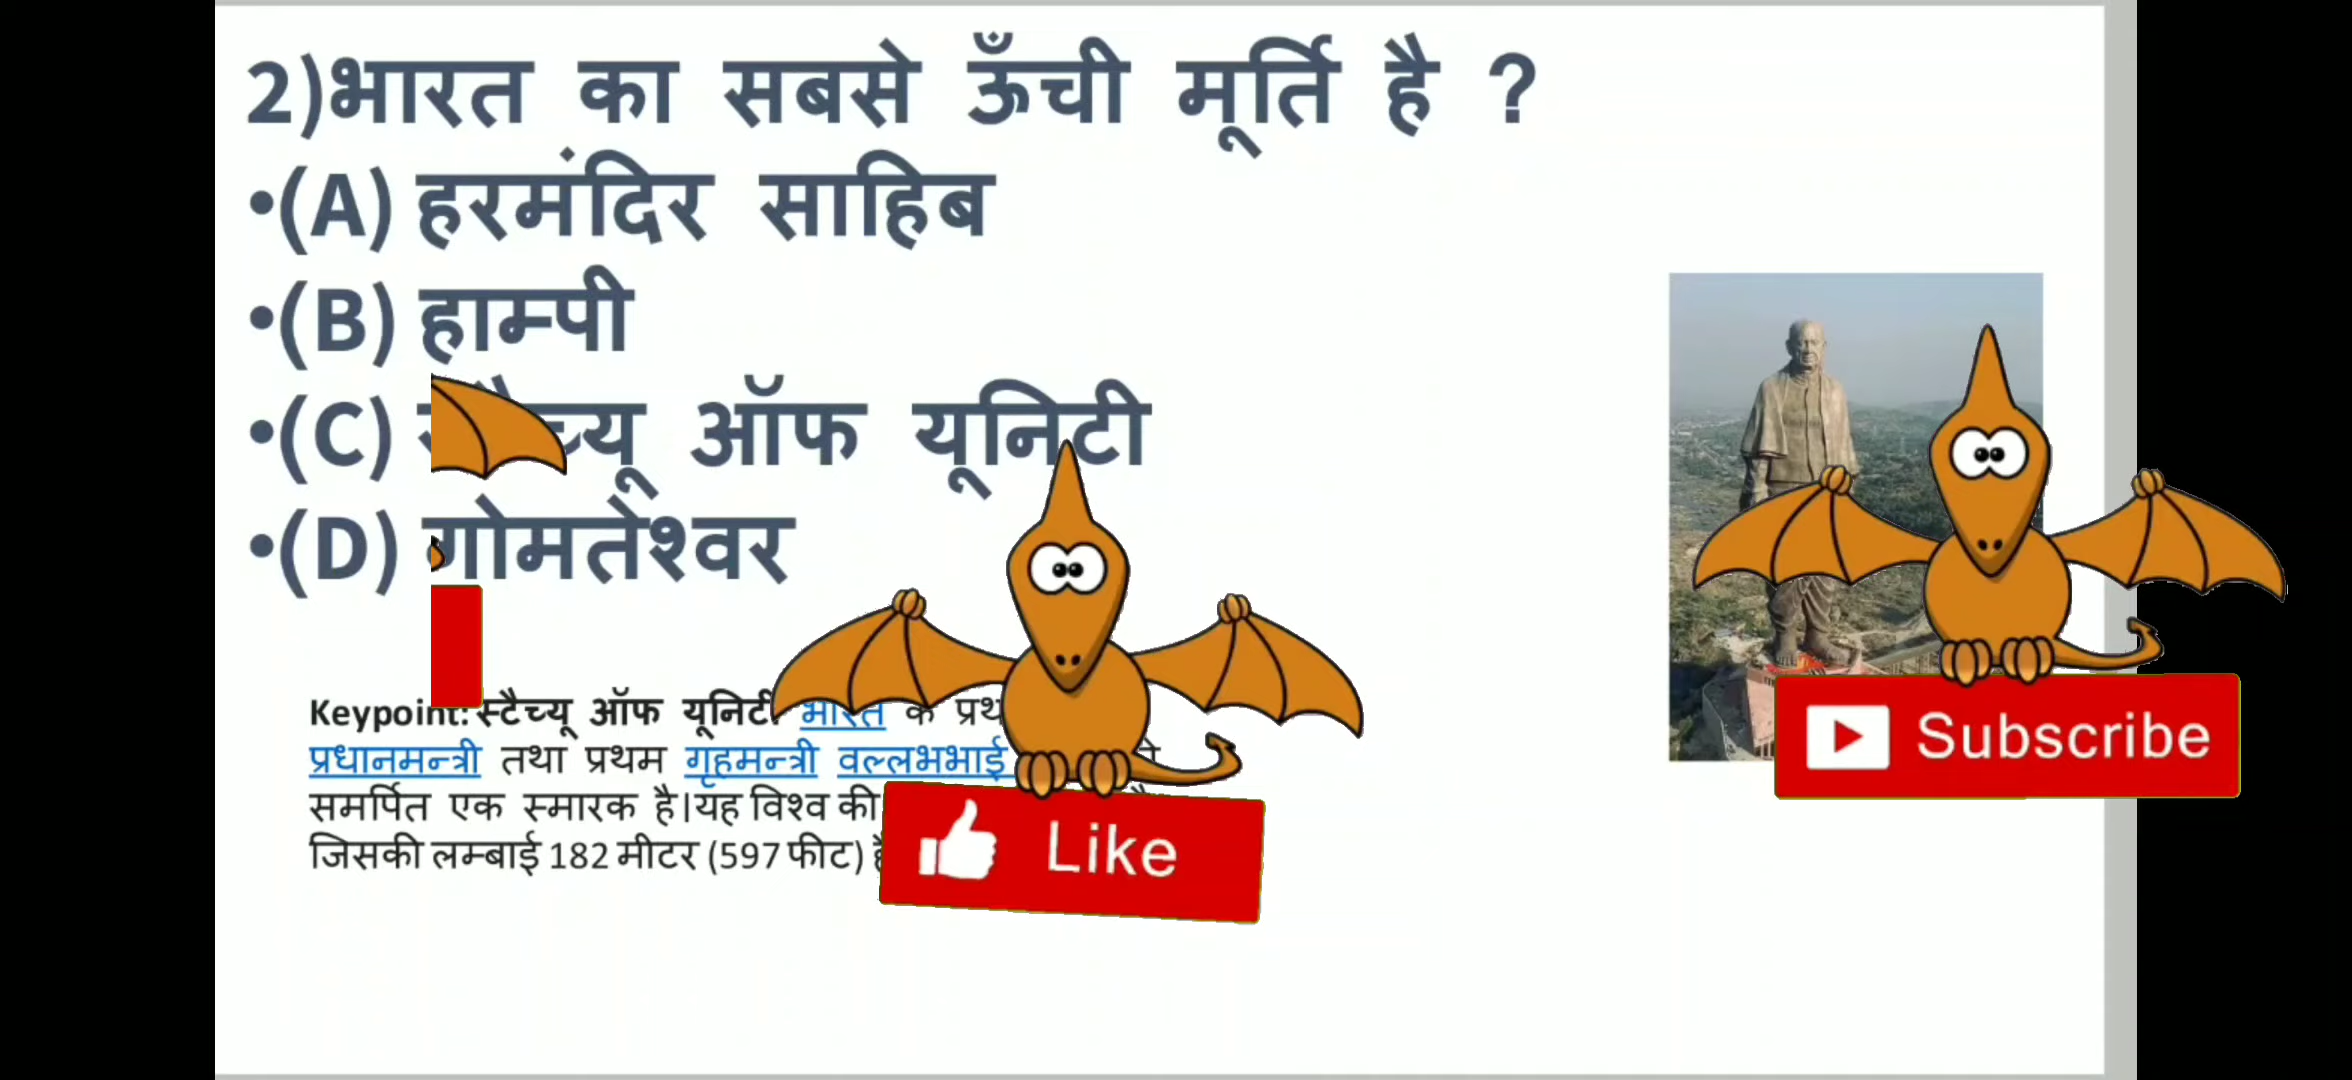 2)भारत का सबसे ऊँची मूर्ति है ?
•(A) हरमंदिर साहिब
•(B) हाम्पी
•(C) ऑफ यूनिटी
•(D) गोमतेश्वर
Keypoint: स्टैच्यू ऑफ यूनिटी भारत के
प्रधानमन्त्री तथा प्रथम गृहमन्त्री वल्लभभाई
समर्पित एक स्मारक है।यह विश्व की
जिसकी लम्बाई 182 मीटर (597 फीट)
Like
Subscribe